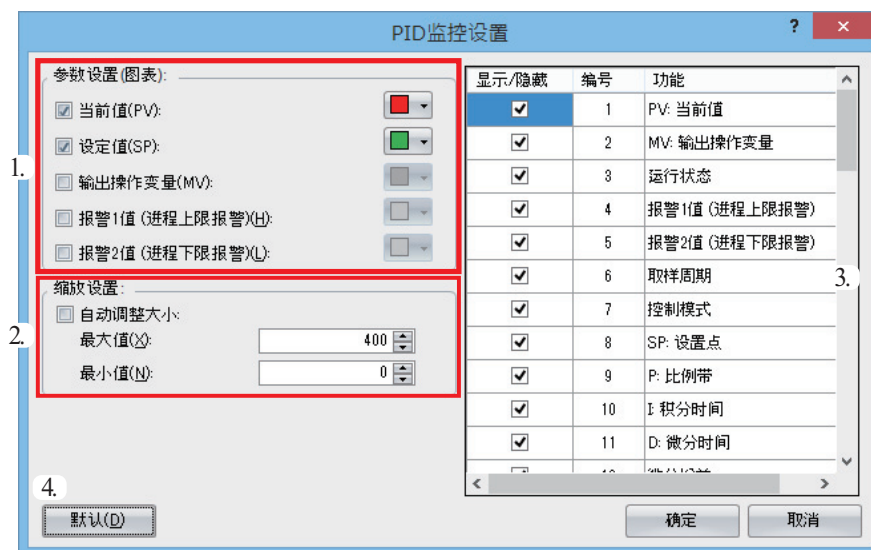 PID监控设置
?
×
1.
参数设置(图表):
当前值(PV):
设定值(SP):
输出操作变量(MV):
报警1值 (进程上限报警)(H):
报警2值 (进程下限报警)(L):
2.
缩放设置:
自动调整大小:
最大值(X):
400
最小值(N):
0
3.
显示/隐藏 编号 功能
1 PV: 当前值
2 MV: 输出操作变量
3 运行状态
4 报警1值 (进程上限报警)
5 报警2值 (进程下限报警)
6 取样周期
7 控制模式
8 SP: 设置点
9 P: 比例带
10 I: 积分时间
11 D: 微分时间
4.
默认(D)
确定
取消